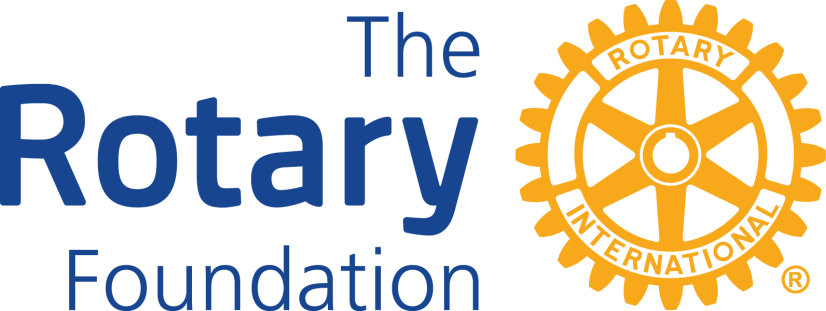 The
Rotary
Foundation
ROTARY
INTERNATIONAL
®